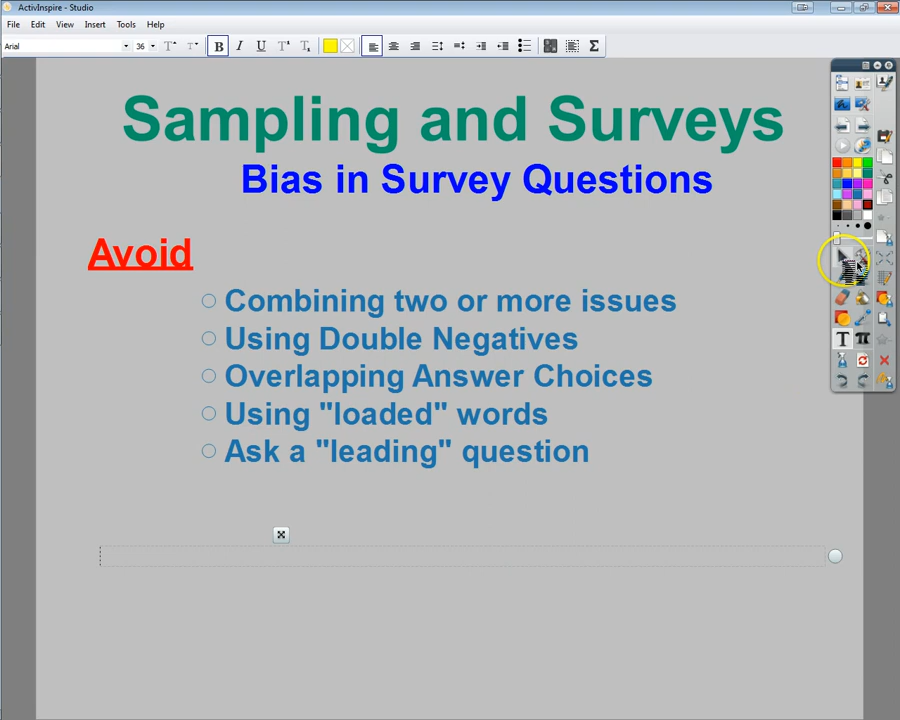 ActivInspire - Studio
File Edit View Insert Tools Help
Arial 36 B I U T T Σ
Sampling and Surveys
Bias in Survey Questions
Avoid
Combining two or more issues
Using Double Negatives
Overlapping Answer Choices
Using "loaded" words
Ask a "leading" question
T π